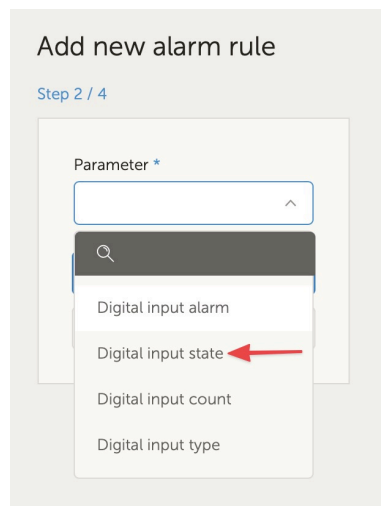 Add new alarm rule
Step 2 / 4
Parameter *
Digital input alarm
Digital input state
Digital input count
Digital input type